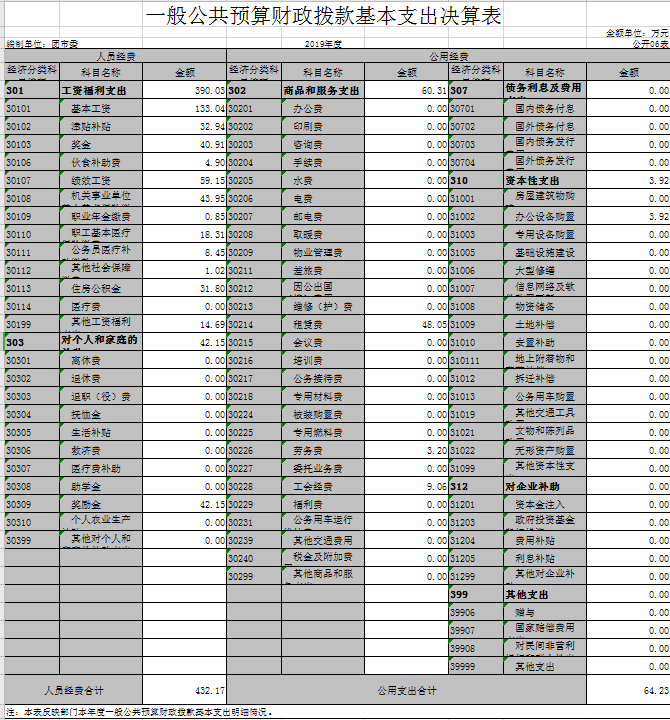 一般公共预算财政拨款基本支出决算表
金额单位：万元
编制单位：团市委 2019年度 公开06表
人员经费 公用经费
经济分类科 科目名称 金额 经济分类科 科目名称 金额 经济分类科 科目名称 金额
301 工资福利支出 390.03 302 商品和服务支出 60.31 307 债务利息及费用 0.00
30101 基本工资 133.04 30201 办公费 0.00 30701 国内债务付息 0.00
30102 津贴补贴 32.94 30202 印刷费 0.00 30702 国外债务付息 0.00
30103 奖金 40.91 30203 咨询费 0.00 30703 国内债务发行 0.00
30106 伙食补助费 4.90 30204 手续费 0.00 30704 国外债务发行 0.00
30107 绩效工资 59.15 30205 水费 0.00 310 资本性支出 3.92
30108 机关事业单位 43.95 30206 电费 0.00 31001 房屋建筑物购 0.00
30109 职业年金缴费 0.85 30207 邮电费 0.00 31002 办公设备购置 3.92
30110 职工基本医疗 18.31 30208 取暖费 0.00 31003 专用设备购置 0.00
30111 公务员医疗补 8.45 30209 物业管理费 0.00 31005 基础设施建设 0.00
30112 其他社会保障 1.02 30211 差旅费 0.00 31006 大型修缮 0.00
30113 住房公积金 31.80 30212 因公出国 0.00 31007 信息网络及软 0.00
30114 医疗费 0.00 30213 维修（护）费 0.00 31008 物资储备 0.00
30199 其他工资福利 14.69 30214 租赁费 48.05 31009 土地补偿 0.00
303 对个人和家庭的 42.15 30215 会议费 0.00 31010 安置补助 0.00
30301 离休费 0.00 30216 培训费 0.00 310111 地上附着物和 0.00
30302 退休费 0.00 30217 公务接待费 0.00 31012 拆迁补偿 0.00
30303 退职（役）费 0.00 30218 专用材料费 0.00 31013 公务用车购置 0.00
30304 抚恤金 0.00 30224 被装购置费 0.00 31019 其他交通工具 0.00
30305 生活补贴 0.00 30225 专用燃料费 0.00 31021 文物和陈列品 0.00
30306 救济费 0.00 30226 劳务费 3.20 31022 无形资产购置 0.00
30307 医疗费补助 0.00 30227 委托业务费 0.00 31099 其他资本性支 0.00
30308 助学金 0.00 30228 工会经费 9.06 312 对企业补助 0.00
30309 奖励金 42.15 30229 福利费 0.00 31201 资本金注入 0.00
30310 个人农业生产 0.00 30231 公务用车运行 0.00 31203 政府投资基金 0.00
30399 其他对个人和 0.00 30239 其他交通费用 0.00 31204 费用补贴 0.00
30240 税金及附加费 0.00 31205 利息补贴 0.00
30299 其他商品和服 0.00 31299 其他对企业补 0.00
399 其他支出 0.00
39906 赠与 0.00
39907 国家赔偿费用 0.00
39908 对民间非营利 0.00
39999 其他支出 0.00
人员经费合计 432.17 公用支出合计 64.23
注：本表反映部门本年度一般公共预算财政拨款基本支出明细情况。